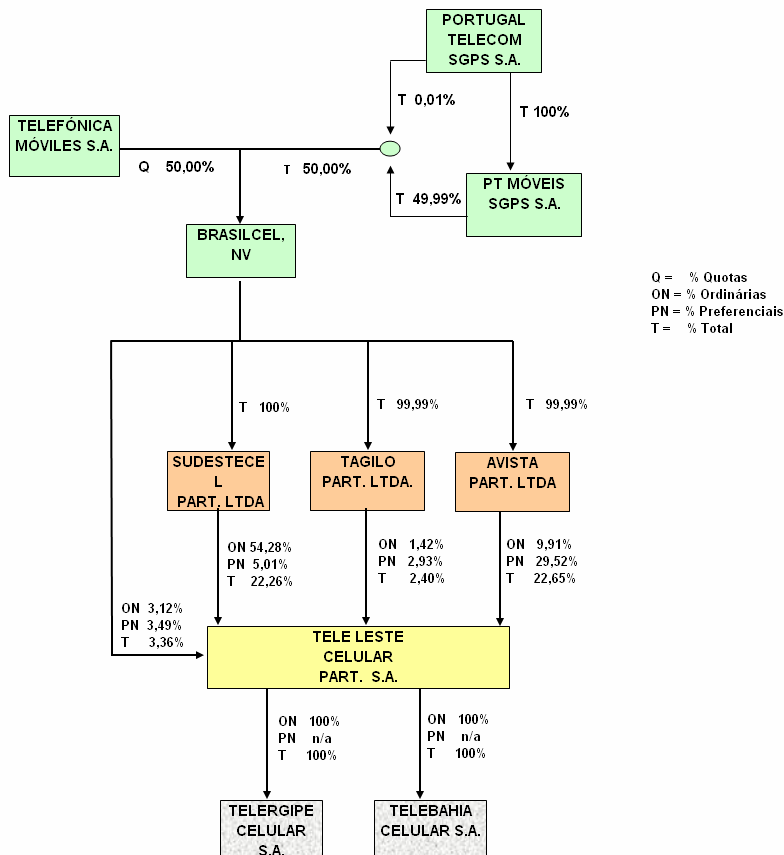 PORTUGAL
TELECOM
SGPS S.A.
T 0,01%
T 100%
TELEFÓNICA
MÓVILES S.A.
Q 50,00%
T 50,00%
T 49,99%
PT MÓVEIS
SGPS S.A.
BRASILCEL,
NV
Q = % Quotas
ON = % Ordinárias
PN = % Preferenciais
T = % Total
T 100%
T 99,99%
T 99,99%
SUDESTECE
L
PART. LTDA
TAGILO
PART. LTDA.
AVISTA
PART. LTDA
ON 54,28%
PN 5,01%
T 22,26%
ON 1,42%
PN 2,93%
T 2,40%
ON 9,91%
PN 29,52%
T 22,65%
ON 3,12%
PN 3,49%
T 3,36%
TELE LESTE
CELULAR
PART. S.A.
ON 100%
PN n/a
T 100%
ON 100%
PN n/a
T 100%
TELERGIPE
CELULAR
S.A.
TELEBAHIA
CELULAR S.A.